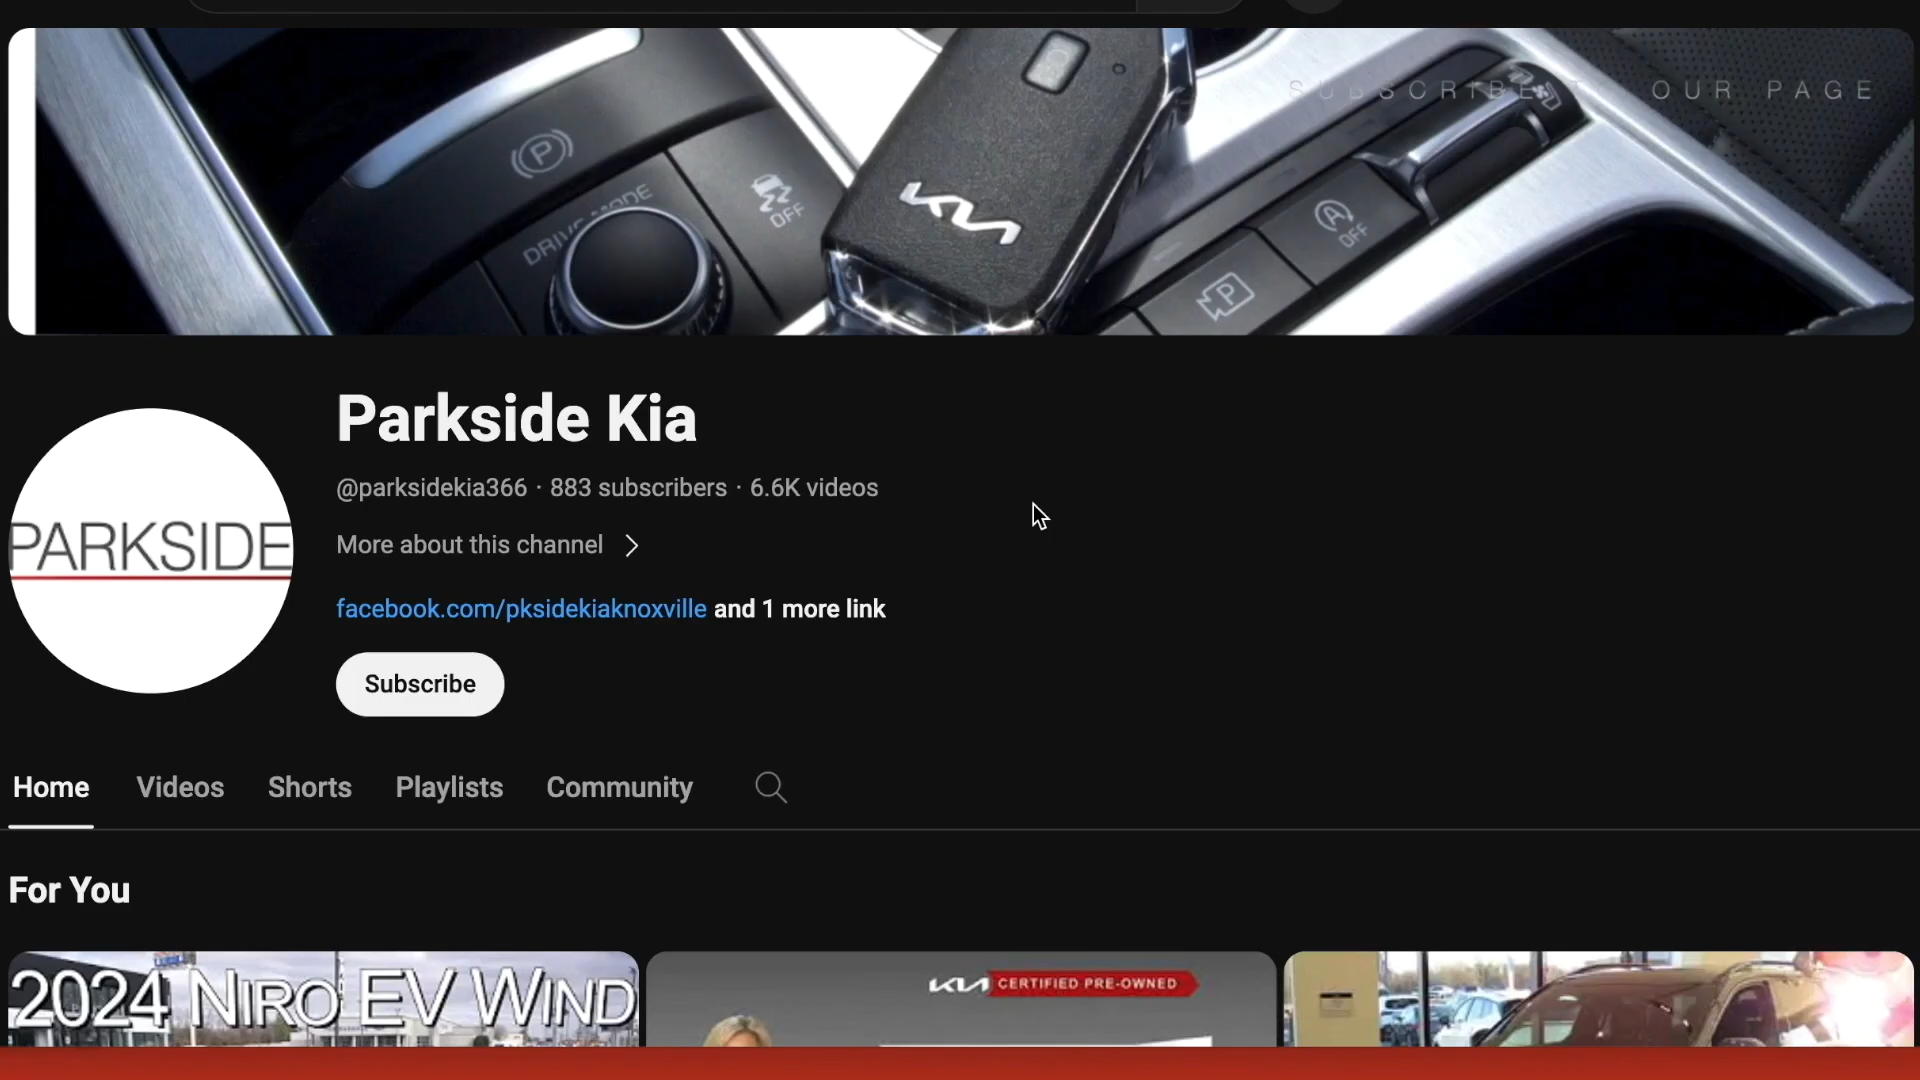 SUBSCRIBE TO OUR PAGE
P
DRIVE MODE
OFF
KIA
A
OFF
P
Parkside Kia
@parksidekia366 · 883 subscribers · 6.6K videos
More about this channel
PARKSIDE
facebook.com/pksidekiaknoxville and 1 more link
Subscribe
Home Videos Shorts Playlists Community
For You
2024 NIRO EV WIND
KIA CERTIFIED PRE-OWNED